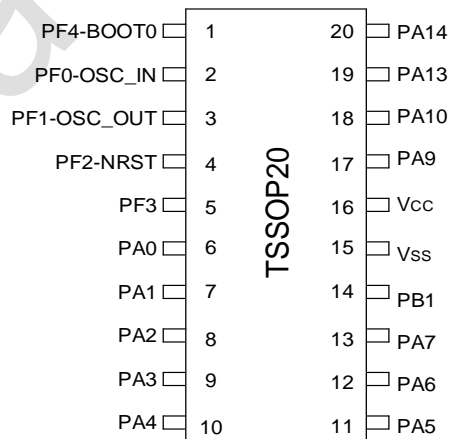 PF4-BOOT0 1 20 PA14
PF0-OSC_IN 2 19 PA13
PF1-OSC_OUT 3 18 PA10
PF2-NRST 4 17 PA9
PF3 5 16 VCC
PA0 6 15 VSS
PA1 7 14 PB1
PA2 8 13 PA7
PA3 9 12 PA6
PA4 10 11 PA5
TSSOP20